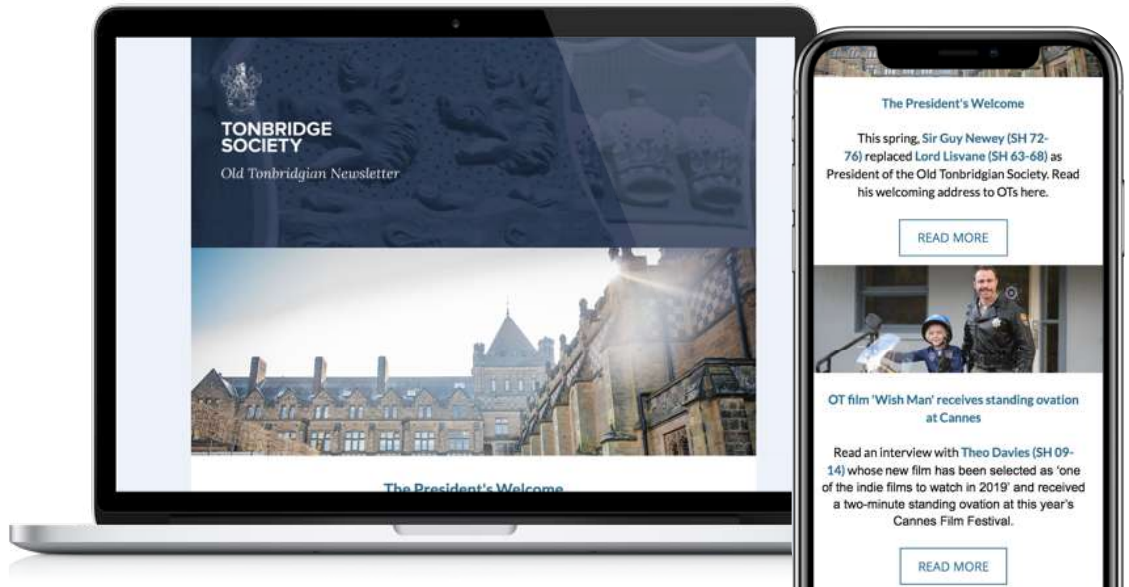 TONBRIDGE
SOCIETY
Old Tonbridgian Newsletter
The President's Welcome
The President's Welcome
This spring, Sir Guy Newey (SH 72-
76) replaced Lord Lisvane (SH 63-68) as
President of the Old Tonbridgian Society. Read
his welcoming address to OTs here.
READ MORE
OT film 'Wish Man' receives standing ovation
at Cannes
Read an interview with Theo Davies (SH 09-
14) whose new film has been selected as 'one
of the indie films to watch in 2019' and received
a two-minute standing ovation at this year's
Cannes Film Festival.
READ MORE